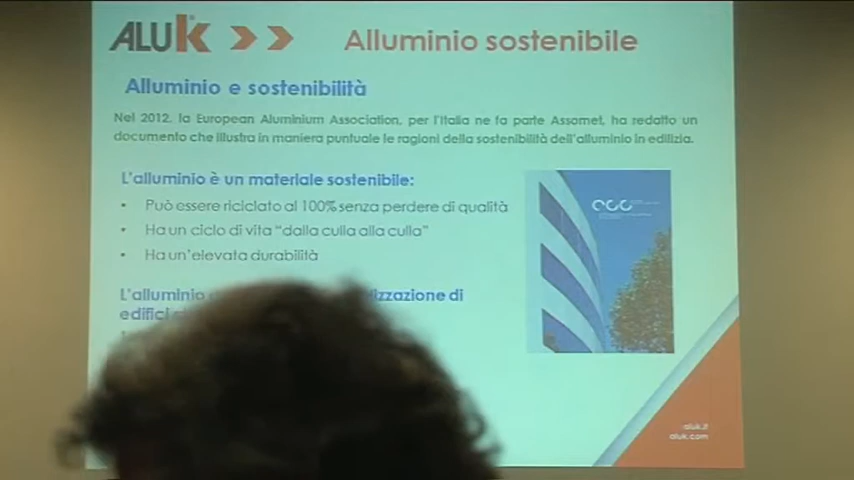 ALUK
Alluminio sostenibile
Alluminio e sostenibilità
Nel 2012, la European Aluminium Association, per l'Italia ne fa parte Assomet, ha redatto un
documento che illustra in maniera puntuale le ragioni della sostenibilità dell'alluminio in edilizia.
L'alluminio è un materiale sostenibile:
• Può essere riciclato al 100% senza perdere di qualità
• Ha un ciclo di vita "dalla culla alla culla"
• Ha un'elevata durabilità
L'alluminio
di
edifici
aluk.it
aluk.com